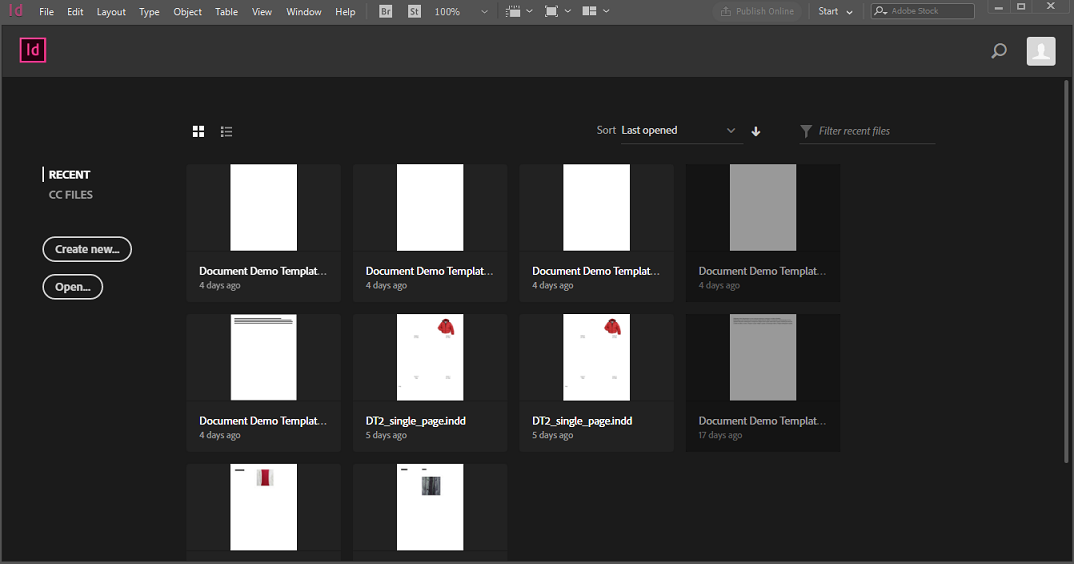 Id File Edit Layout Type Object Table View Window Help Br St 100% Publish Online Start Adobe Stock
Id
Sort Last opened Filter recent files
RECENT
CC FILES
Create new...
Open...
Document Demo Templat... Document Demo Templat... Document Demo Templat... Document Demo Templat...
4 days ago 4 days ago 4 days ago 4 days ago
Document Demo Templat... DT2_single_page.indd DT2_single_page.indd Document Demo Templat...
4 days ago 5 days ago 5 days ago 17 days ago